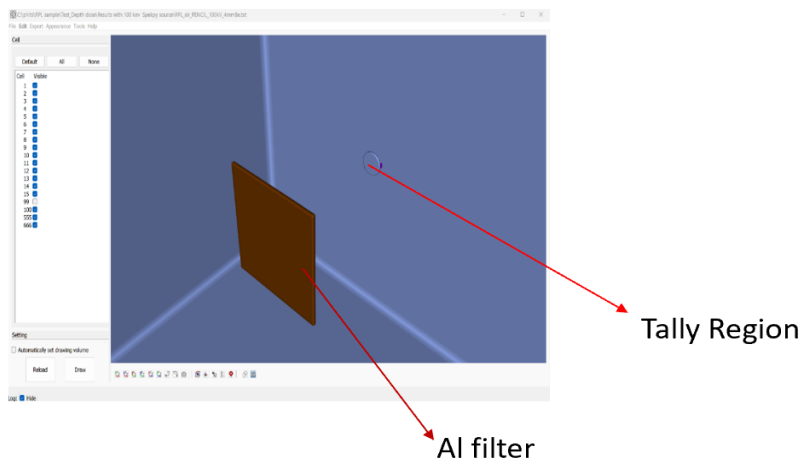 File Edit Export Appearance Tools Help
Cell
Default All None
Cell Visible
1
2
3
4
5
6
7
8
9
10
11
12
13
14
15
99
100
555
666
Setting
Automatically set drawing volume
Reload Draw
Hide
Tally Region
Al filter